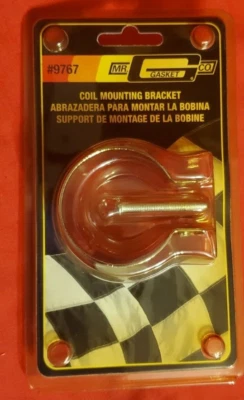 #9767
MR G GASKET CO
COIL MOUNTING BRACKET
ABRAZADERA PARA MONTAR LA BOBINA
SUPPORT DE MONTAGE DE LA BOBINE